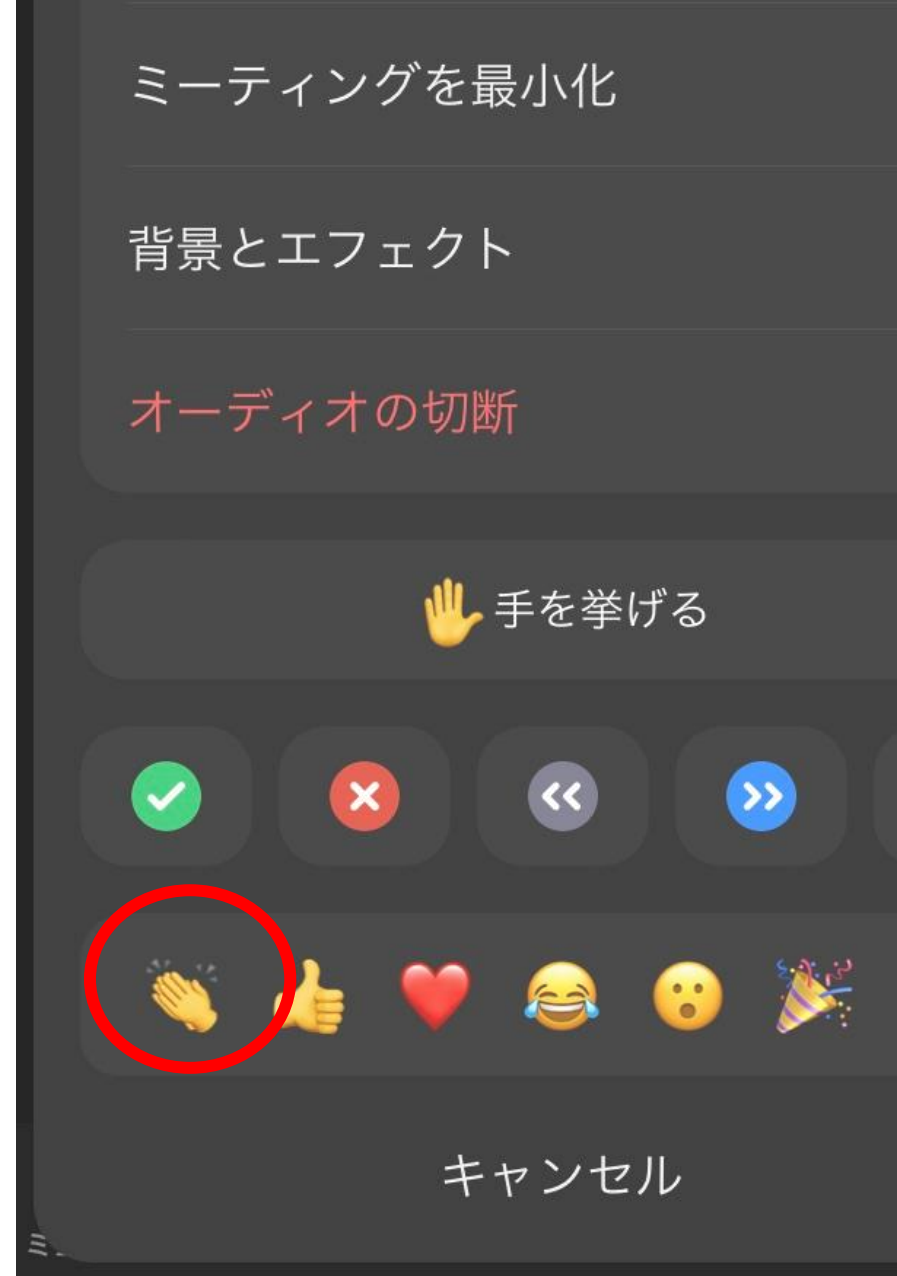 ミーティングを最小化
背景とエフェクト
オーディオの切断
手を挙げる
キャンセル